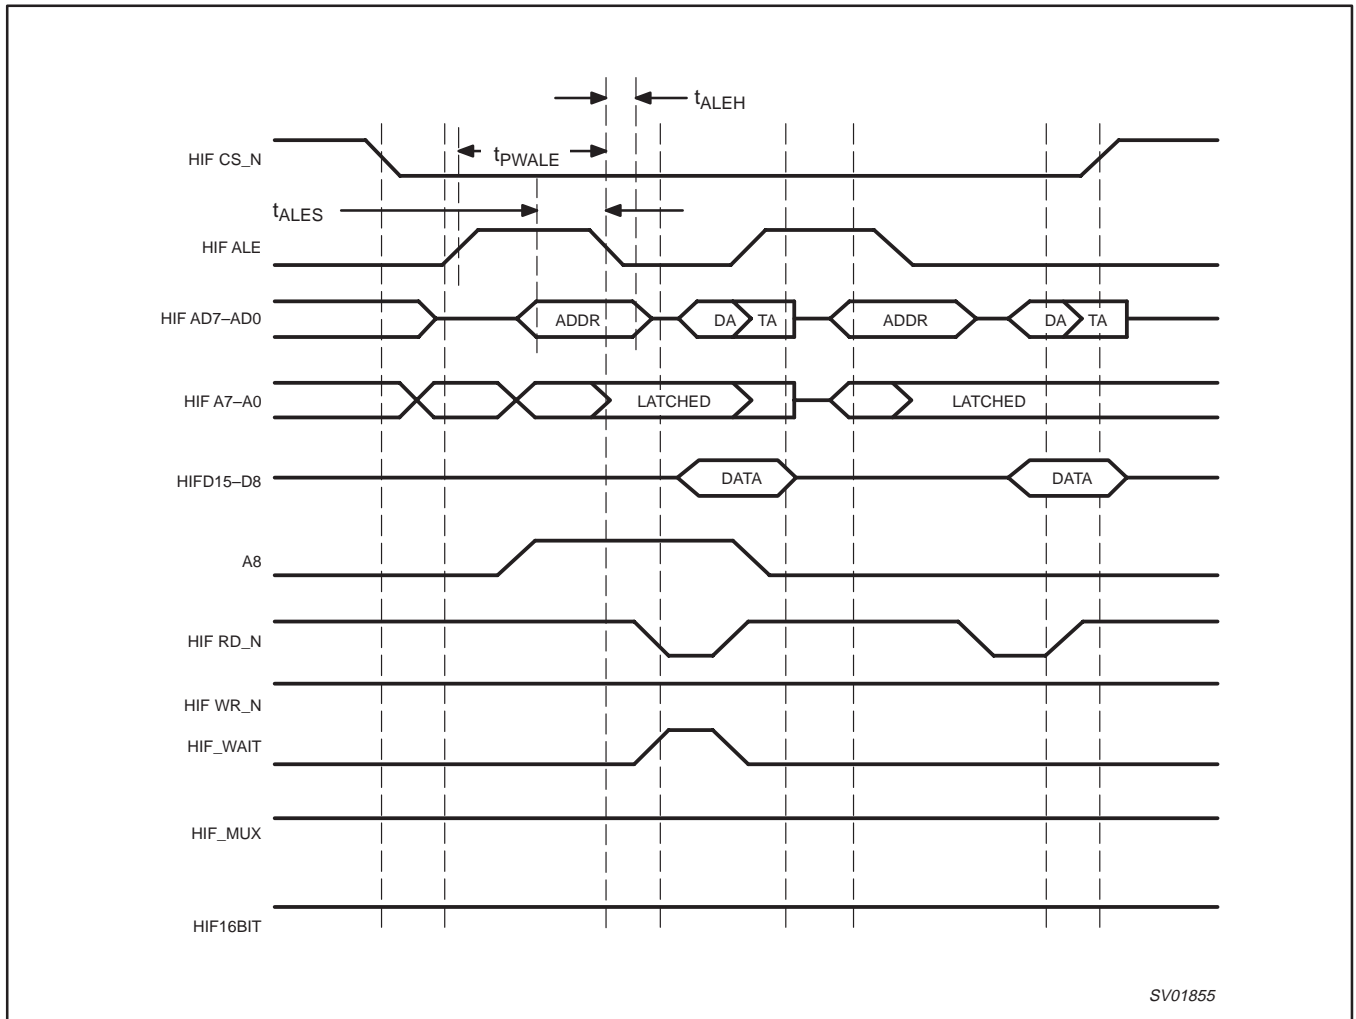 tALEH
HIF CS_N
tPWALE
tALES
HIF ALE
HIF AD7–AD0 ADDR DA TA ADDR DA TA
HIF A7–A0 LATCHED LATCHED
HIFD15–D8 DATA DATA
A8
HIF RD_N
HIF WR_N
HIF_WAIT
HIF_MUX
HIF16BIT
SV01855